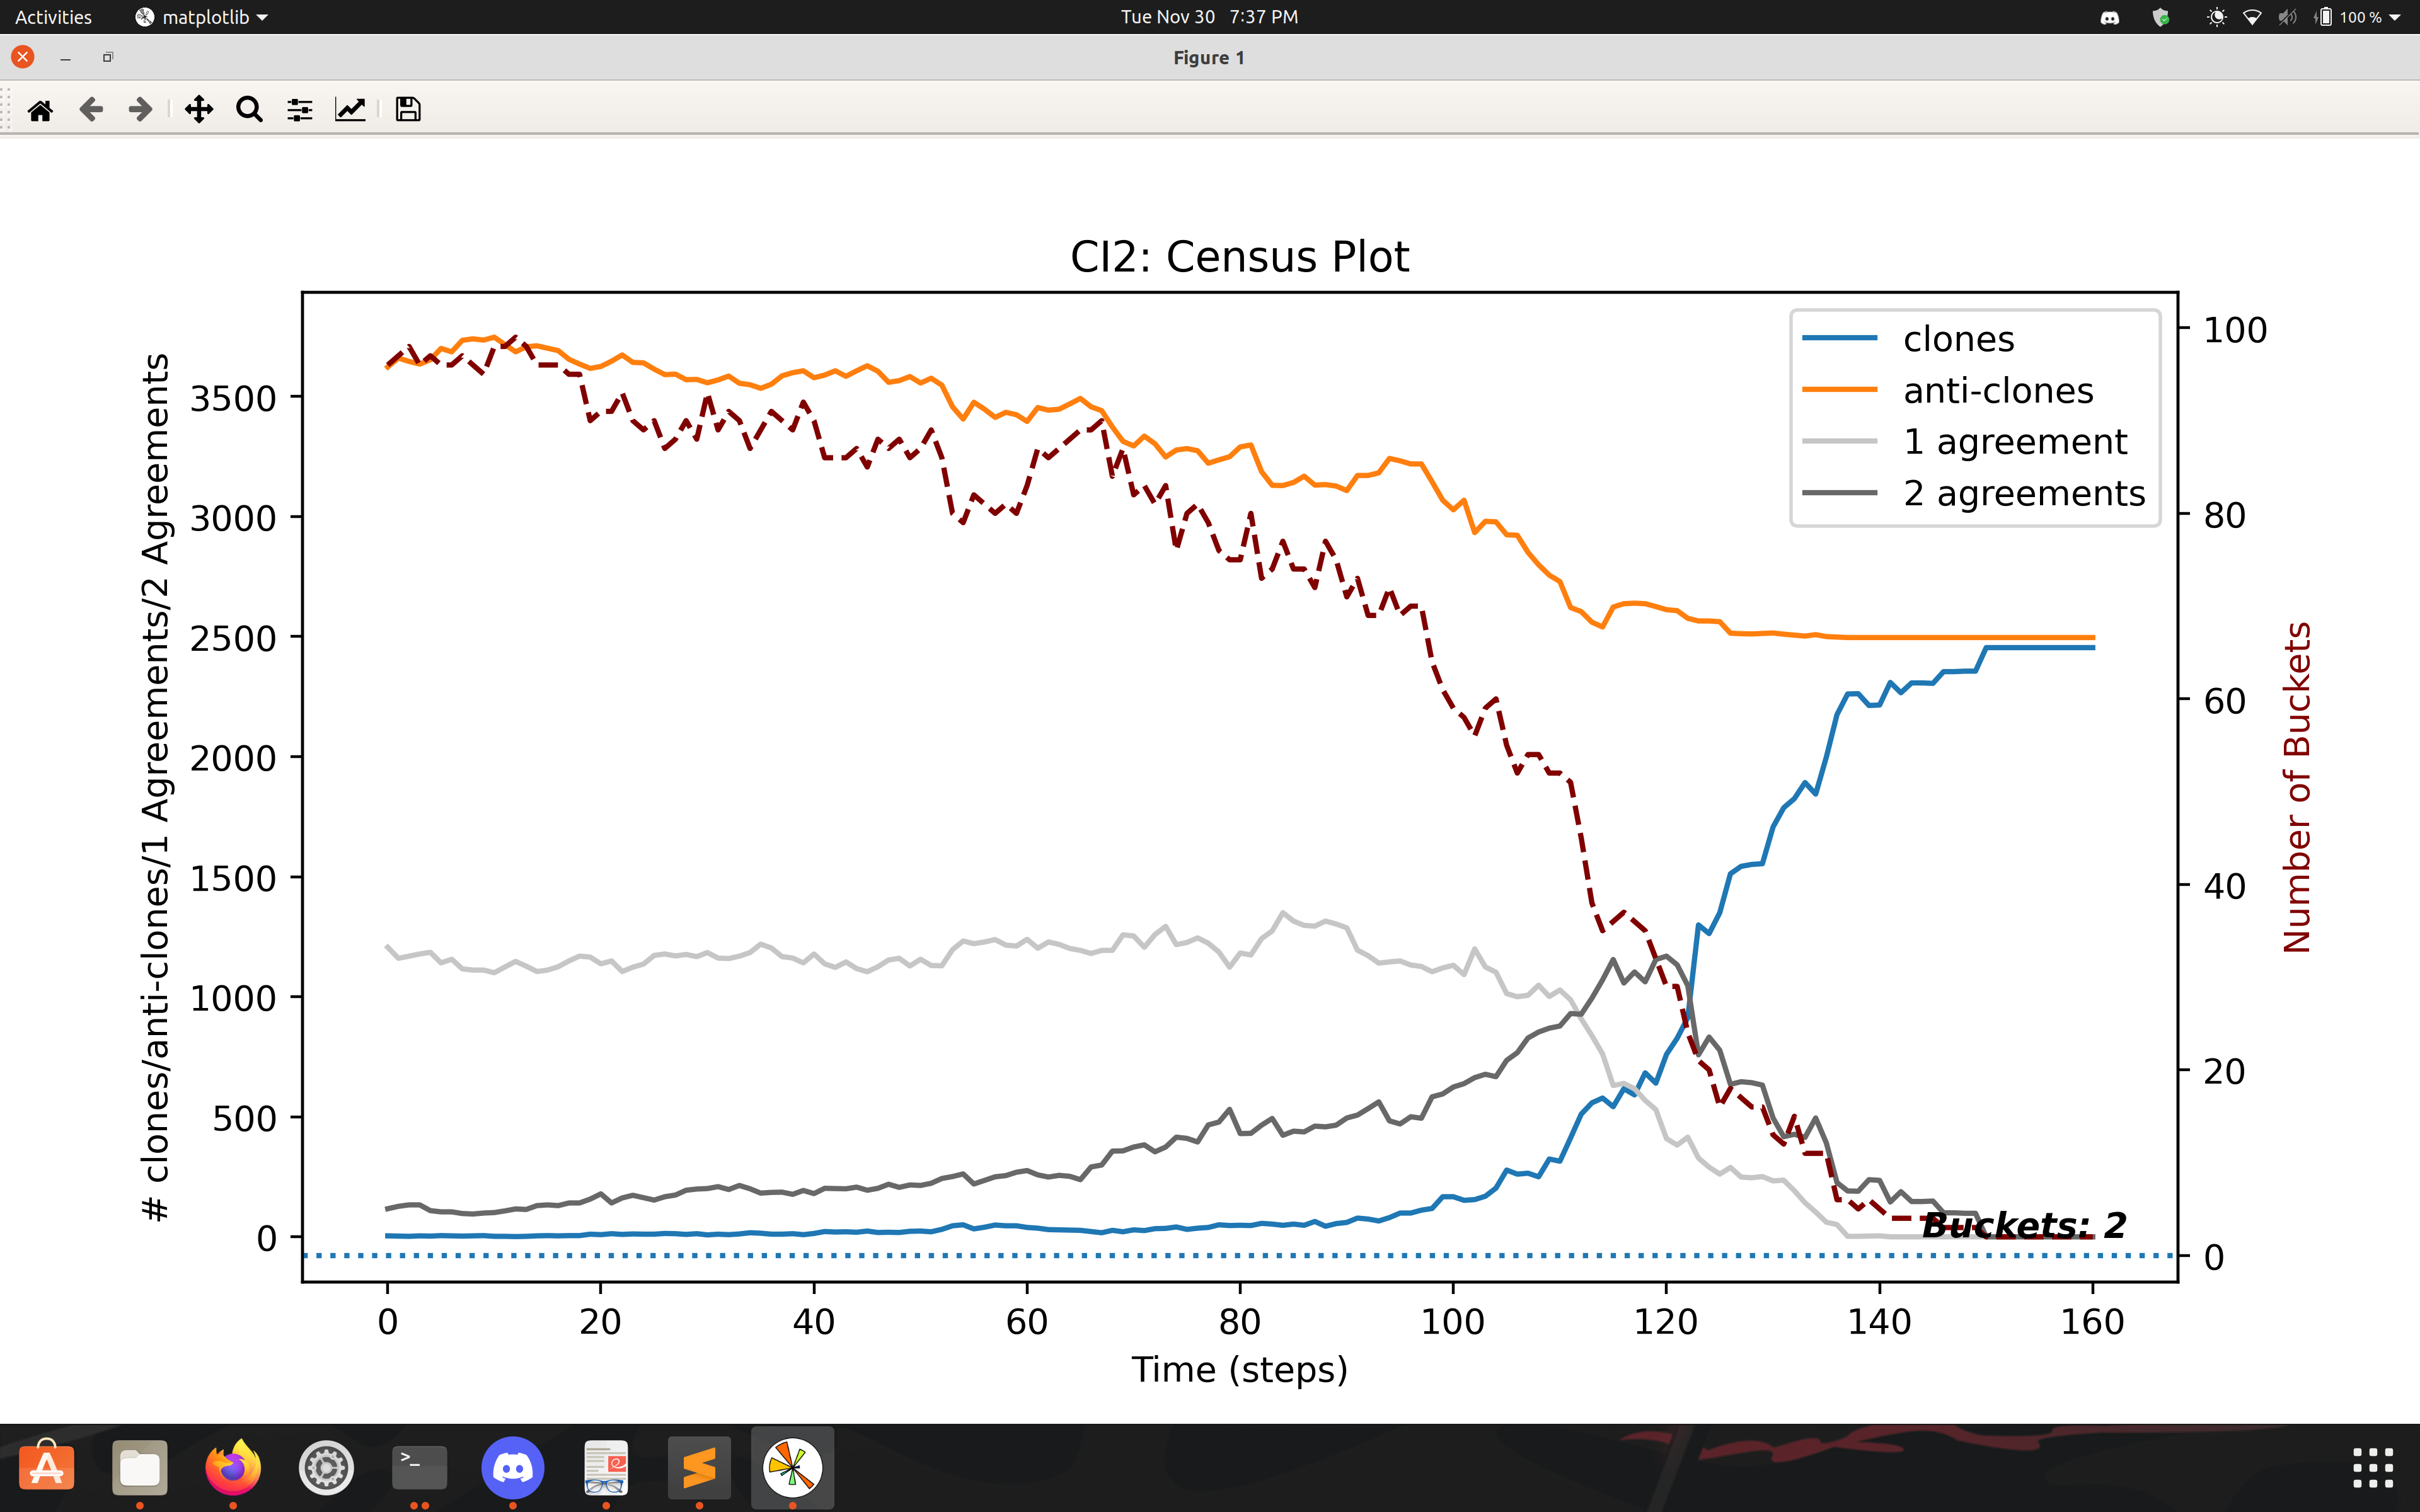 Activities
matplotlib
Tue Nov 30 7:37 PM
100 %
Figure 1
CI2: Census Plot
# clones/anti-clones/1 Agreements/2 Agreements
3500
3000
2500
2000
1500
1000
500
0
clones
anti-clones
1 agreement
2 agreements
100
80
60
40
20
0
Number of Buckets
Buckets: 2
0 20 40 60 80 100 120 140 160
Time (steps)
>_